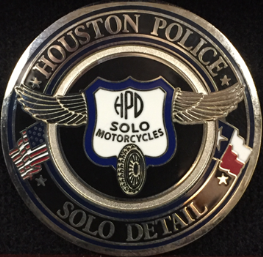 HOUSTON POLICE
HPD
SOLO
MOTORCYCLES
SOLO DETAIL